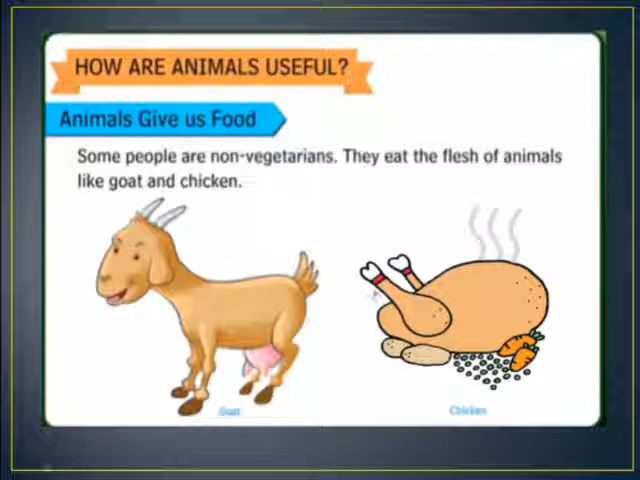 HOW ARE ANIMALS USEFUL?
Animals Give us Food
Some people are non-vegetarians. They eat the flesh of animals
like goat and chicken.
Goat
Chicken